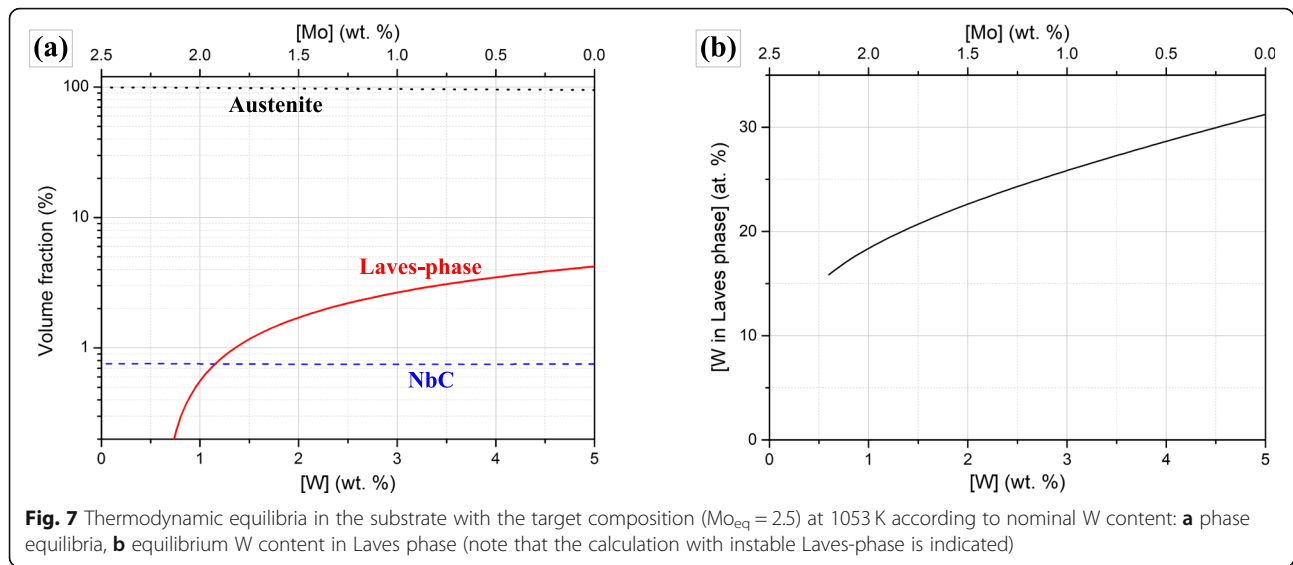 (a)
[Mo] (wt. %)
2.5 2.0 1.5 1.0 0.5 0.0
100
10
1
Volume fraction (%)
Austenite
Laves-phase
NbC
0 1 2 3 4 5
[W] (wt. %)
(b)
[Mo] (wt. %)
2.5 2.0 1.5 1.0 0.5 0.0
30
20
10
0
[W in Laves phase] (at. %)
0 1 2 3 4 5
[W] (wt. %)
Fig. 7 Thermodynamic equilibria in the substrate with the target composition (Moeq = 2.5) at 1053 K according to nominal W content: a phase
equilibria, b equilibrium W content in Laves phase (note that the calculation with instable Laves-phase is indicated)